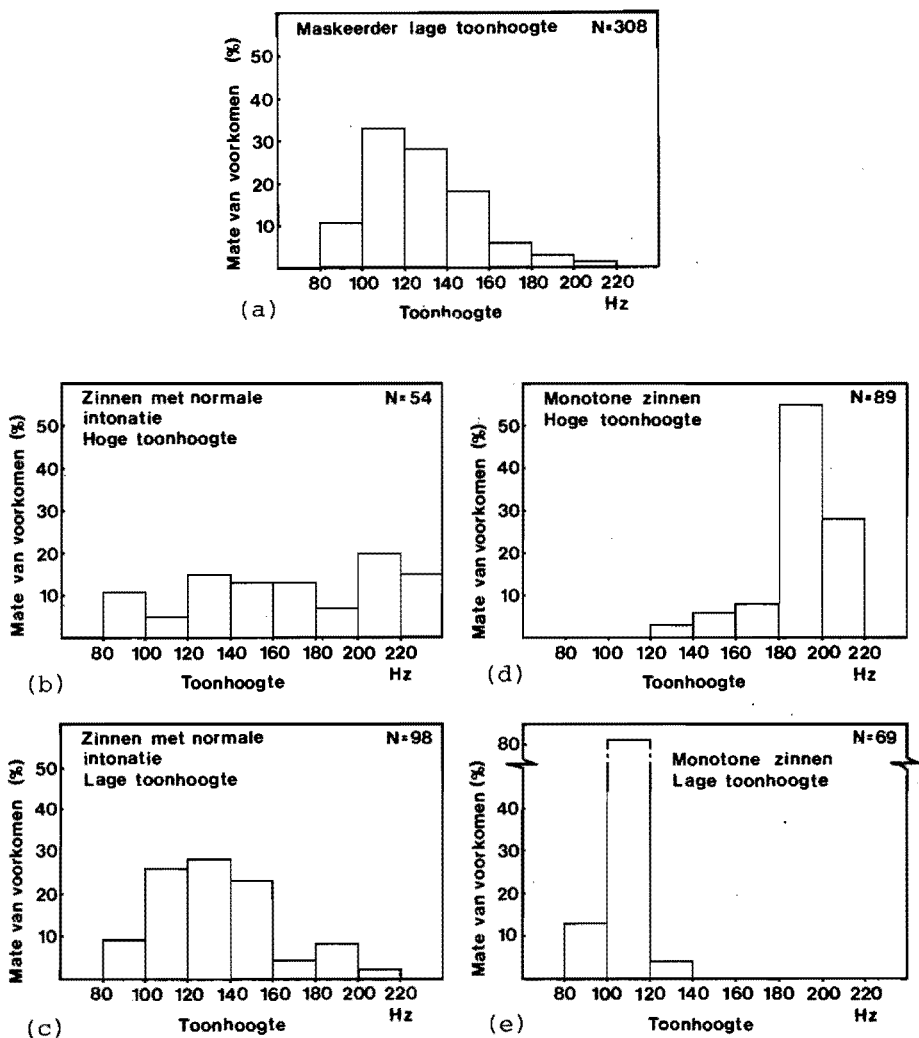 Maskeerder lage toonhoogte N=308
Mate van voorkomen (%)
50
40
30
20
10
80 100 120 140 160 180 200 220
Hz
Toonhoogte
(a)
Zinnen met normale N=54
intonatie
Hoge toonhoogte
Mate van voorkomen (%)
50
40
30
20
10
80 100 120 140 160 180 200 220
Hz
Toonhoogte
(b)
Monotone zinnen N=89
Hoge toonhoogte
Mate van voorkomen (%)
50
40
30
20
10
80 100 120 140 160 180 200 220
Hz
Toonhoogte
(d)
Zinnen met normale N=98
intonatie
Lage toonhoogte
Mate van voorkomen (%)
50
40
30
20
10
80 100 120 140 160 180 200 220
Hz
Toonhoogte
(c)
N=69
Monotone zinnen
Lage toonhoogte
Mate van voorkomen (%)
80
40
30
20
10
80 100 120 140 160 180 200 220
Hz
Toonhoogte
(e)